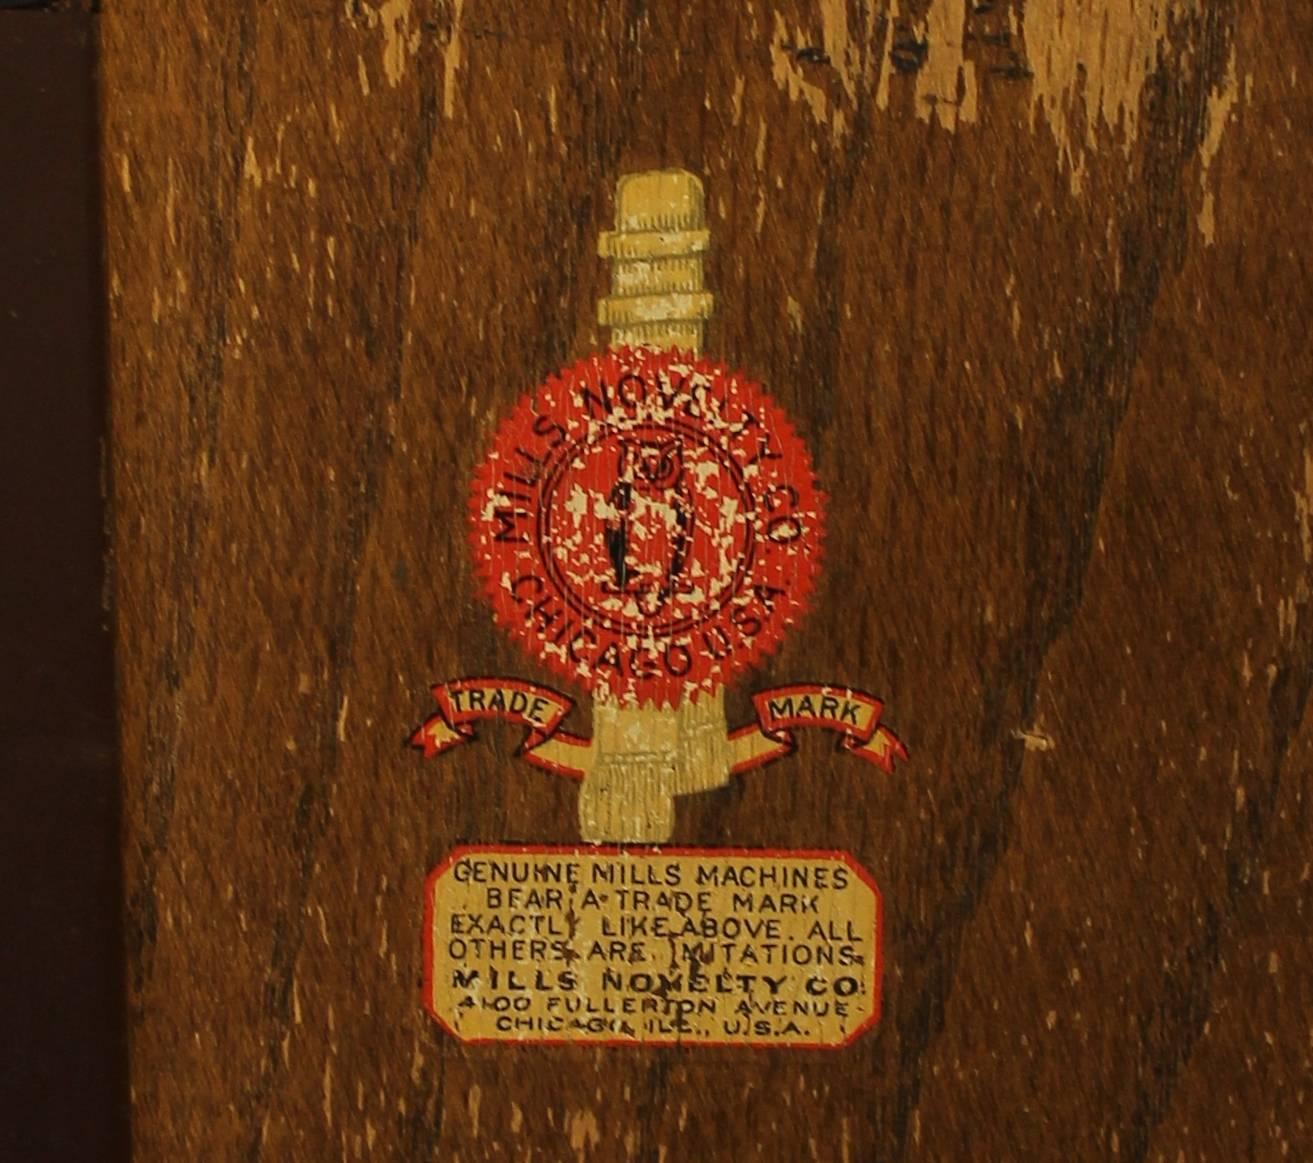 MILLS NOVELTY CO.
CHICAGO U.S.A.
TRADE MARK
GENUINE MILLS MACHINES
BEAR A TRADE MARK
EXACTLY LIKE ABOVE. ALL
OTHERS ARE IMITATIONS.
MILLS NOVELTY CO.
4100 FULLERTON AVENUE
CHICAGO, ILL., U.S.A.